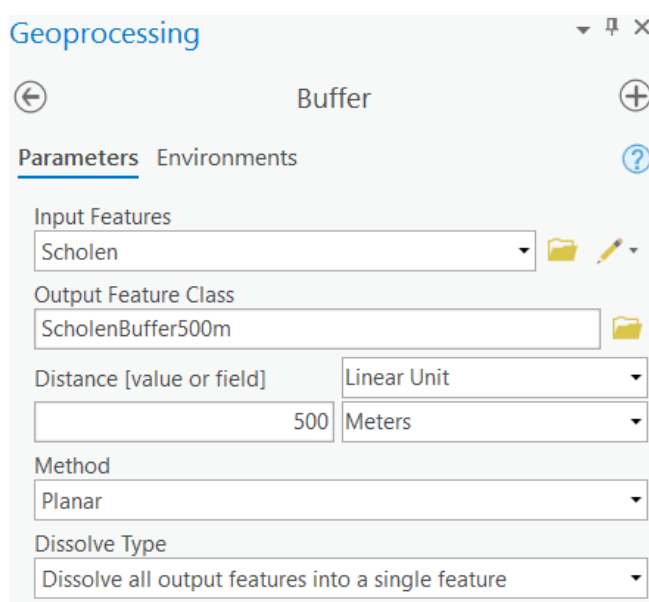 Geoprocessing
Buffer
Parameters Environments
Input Features
Scholen
Output Feature Class
ScholenBuffer500m
Distance [value or field] Linear Unit
500 Meters
Method
Planar
Dissolve Type
Dissolve all output features into a single feature